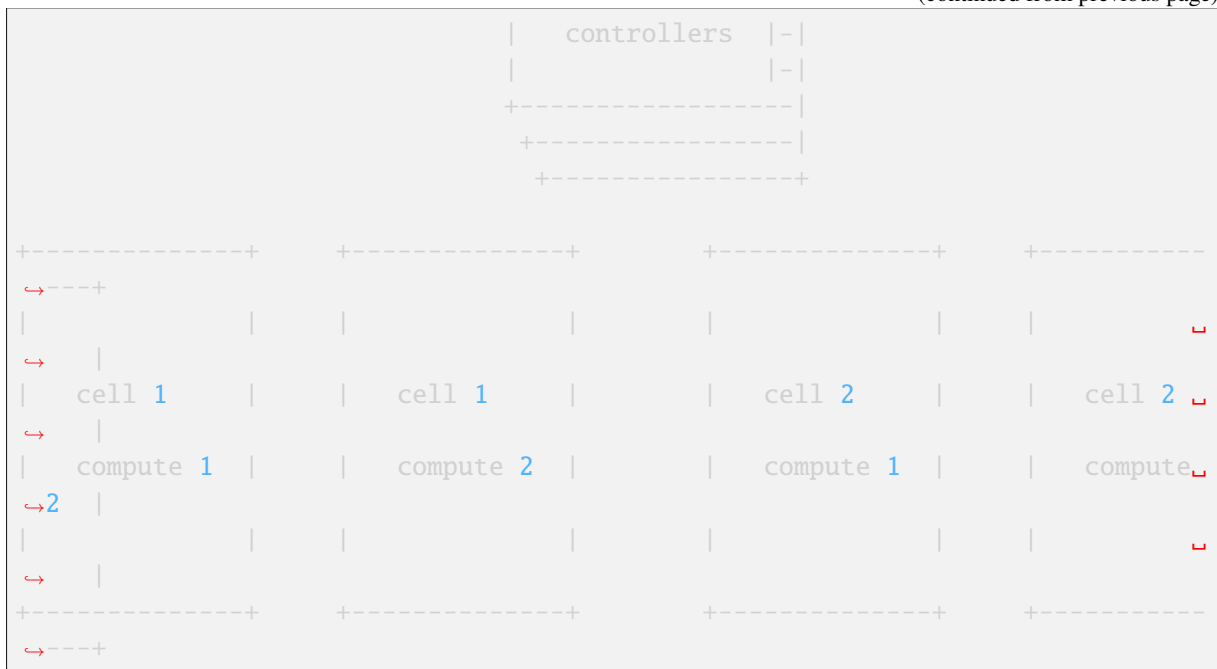 (continued from previous page)
|   controllers  |-|
|                |-|
+------------------|
+-----------------|
+-----------------+
+---------------+     +---------------+        +---------------+     +------------
↪---+
|               |     |               |        |               |     |          ␣
↪    |
|   cell 1      |     |   cell 1      |        |   cell 2      |     |   cell 2 ␣
↪    |
|   compute 1   |     |   compute 2   |        |   compute 1   |     |   compute␣
↪2   |
|               |     |               |        |               |     |          ␣
↪    |
+---------------+     +---------------+        +---------------+     +------------
↪---+